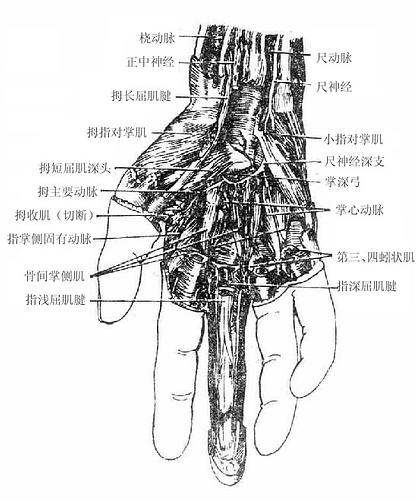 桡动脉
正中神经
拇长屈肌腱
拇指对掌肌
拇短屈肌深头
拇主要动脉
拇收肌（切断）
指掌侧固有动脉
骨间掌侧肌
指浅屈肌腱
尺动脉
尺神经
小指对掌肌
尺神经深支
掌深弓
掌心动脉
第三、四蚓状肌
指深屈肌腱